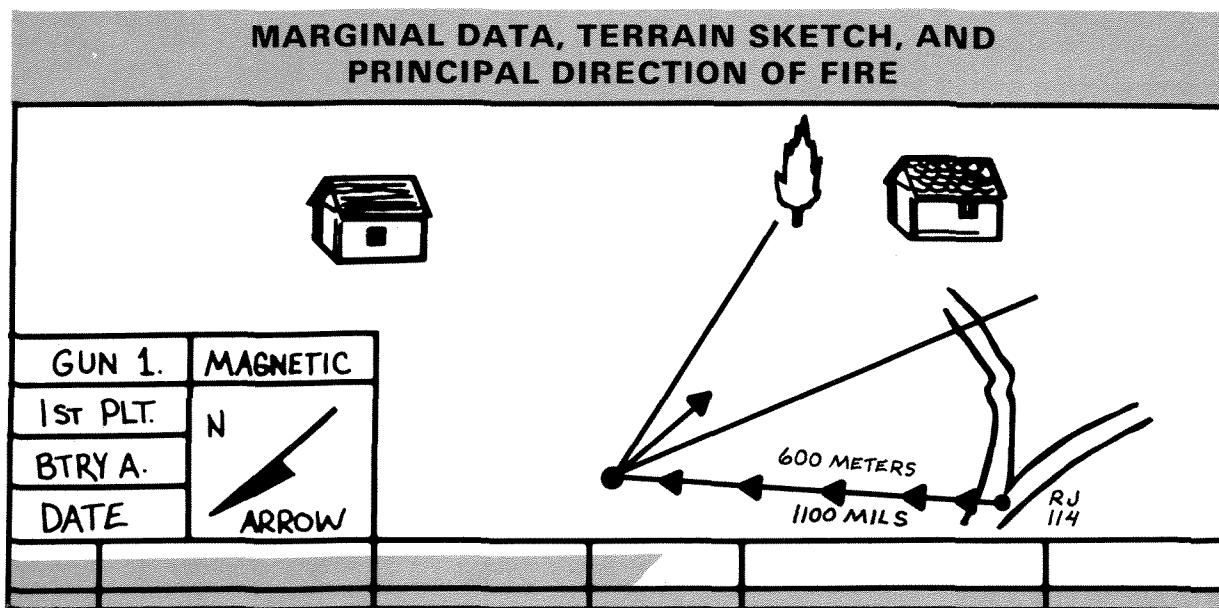 MARGINAL DATA, TERRAIN SKETCH, AND
PRINCIPAL DIRECTION OF FIRE
GUN 1.
MAGNETIC
1ST PLT.
N
BTRY A.
DATE
ARROW
600 METERS
1100 MILS
RJ
114